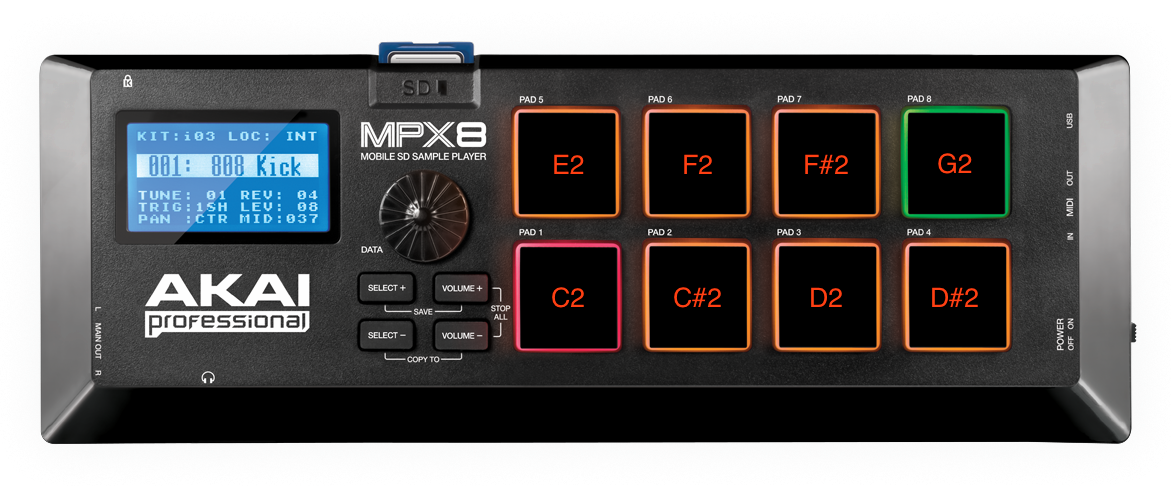 SD
KIT:i03 LOC: INT
001: 808 Kick
TUNE: 01 REV: 04
TRIG:1SH LEV: 08
PAN :CTR MID:037
MPX8
MOBILE SD SAMPLE PLAYER
DATA
SELECT +
VOLUME +
SAVE
STOP
ALL
SELECT −
VOLUME −
COPY TO
AKAI
professional
L
MAIN OUT
R
PAD 5
PAD 6
PAD 7
PAD 8
E2
F2
F#2
G2
PAD 1
PAD 2
PAD 3
PAD 4
C2
C#2
D2
D#2
USB
OUT
MIDI
IN
POWER
ON
OFF